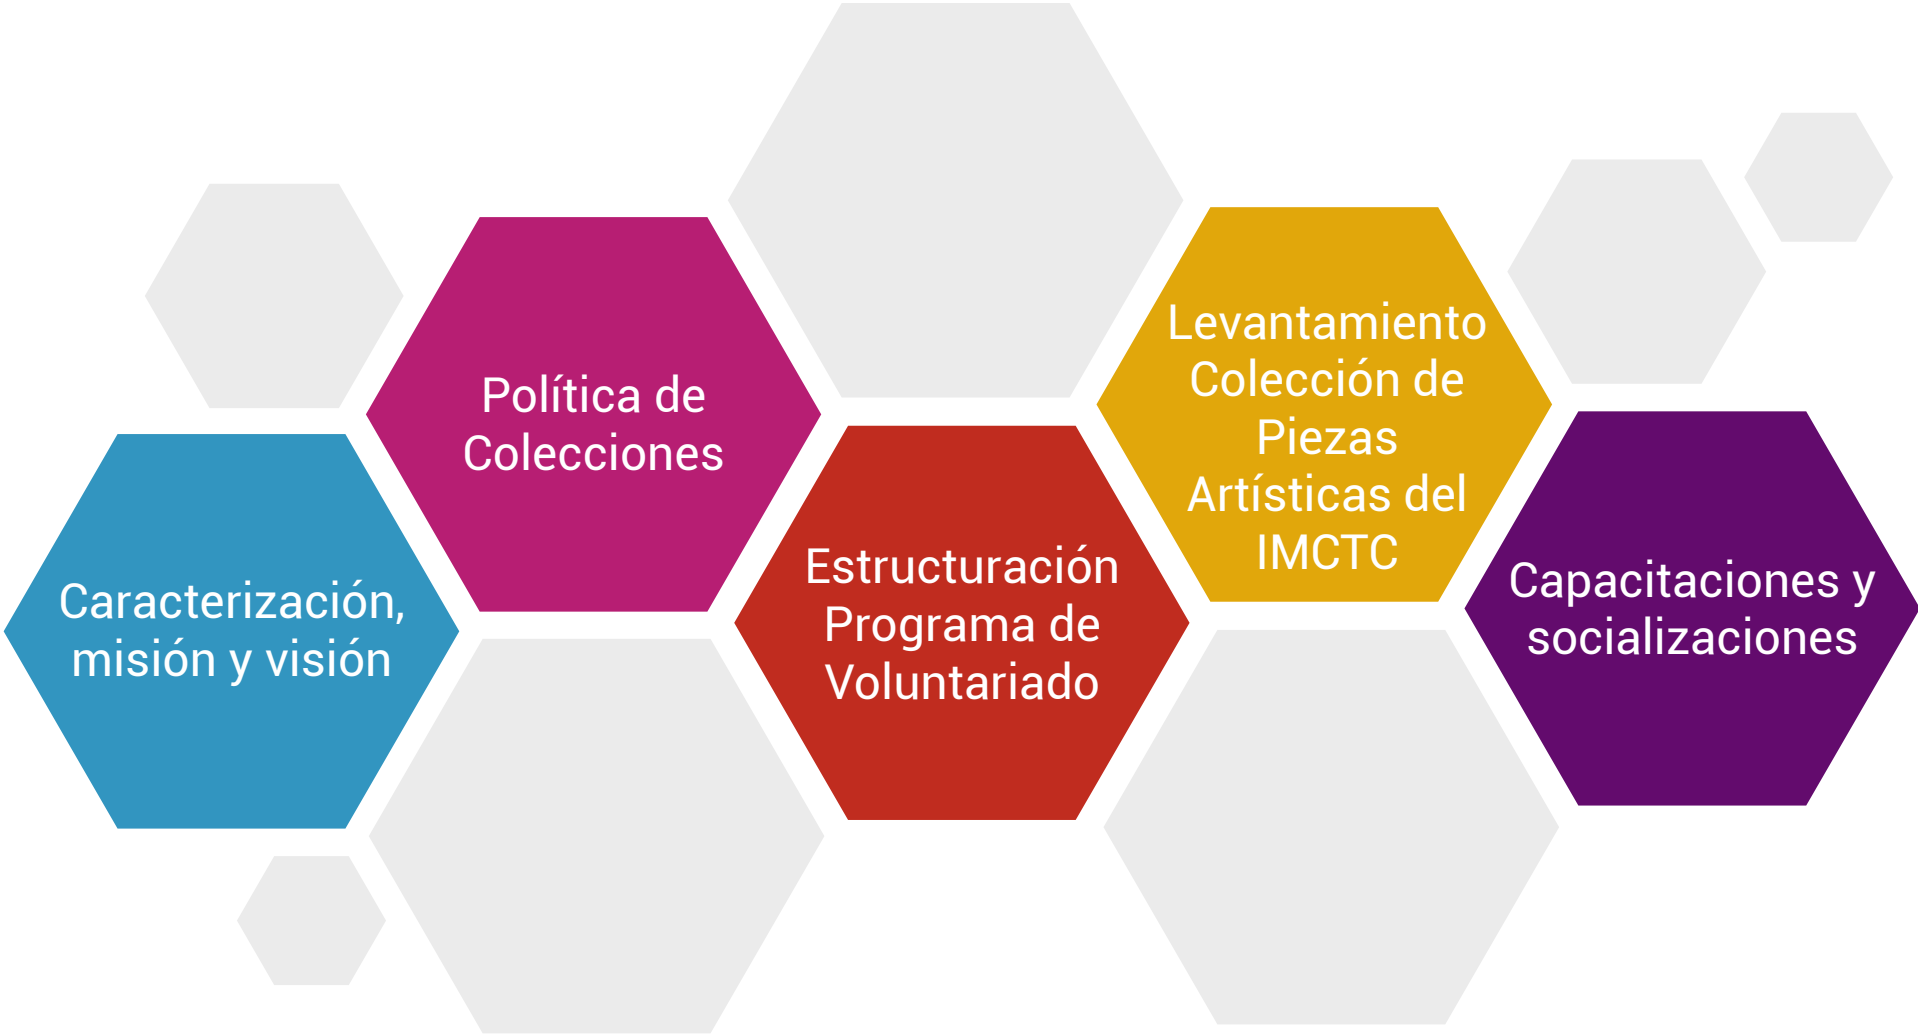 Caracterización,
misión y visión
Política de
Colecciones
Estructuración
Programa de
Voluntariado
Levantamiento
Colección de
Piezas
Artísticas del
IMCTC
Capacitaciones y
socializaciones